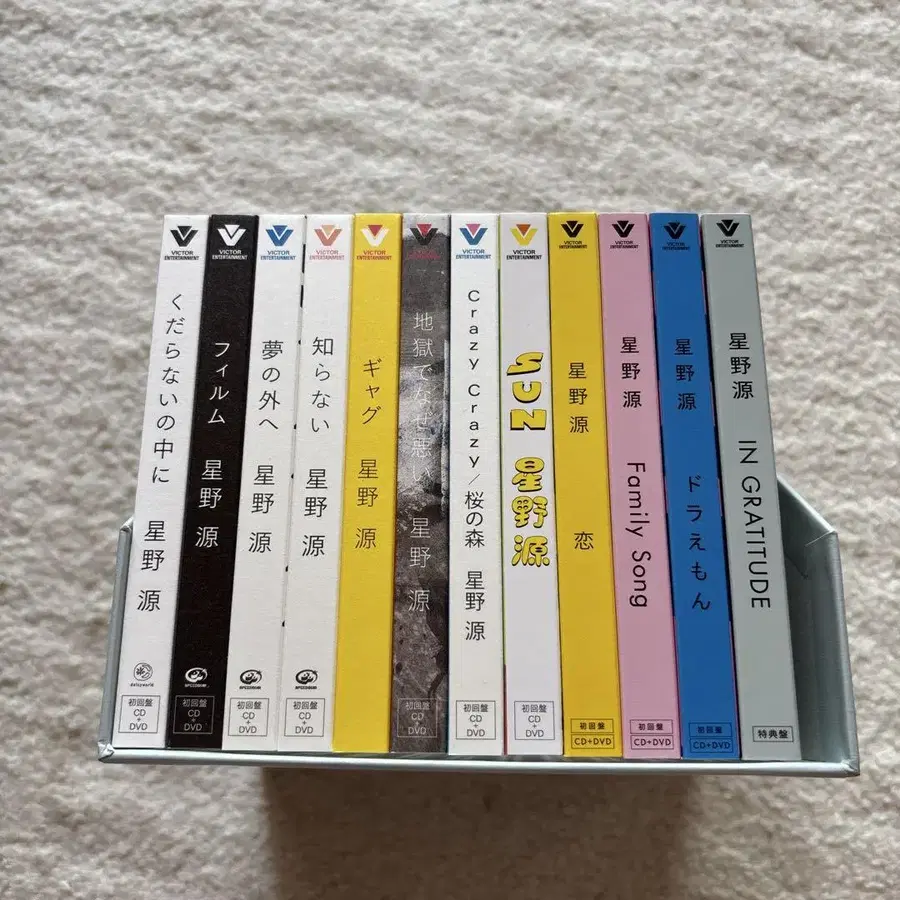 VICTOR
ENTERTAINMENT
くだらないの中に 星野 源
初回盤
CD
+
DVD
VICTOR
ENTERTAINMENT
フィルム 星野 源
SPEEDSTAR
初回盤
CD
+
DVD
VICTOR
ENTERTAINMENT
夢の外へ 星野 源
SPEEDSTAR
初回盤
CD
+
DVD
VICTOR
ENTERTAINMENT
知らない 星野 源
SPEEDSTAR
初回盤
CD
+
DVD
VICTOR
ENTERTAINMENT
ギャグ 星野 源
地獄でなぜ悪い 星野 源
初回盤
CD
+
DVD
VICTOR
ENTERTAINMENT
Crazy Crazy/桜の森 星野 源
初回盤
CD
+
DVD
VICTOR
ENTERTAINMENT
SUN 星野源
初回盤
CD
+
DVD
VICTOR
ENTERTAINMENT
星野源 恋
初回盤
CD+DVD
VICTOR
ENTERTAINMENT
星野源 Family Song
初回盤
CD+DVD
VICTOR
ENTERTAINMENT
星野源 ドラえもん
初回盤
CD+DVD
VICTOR
ENTERTAINMENT
星野源 IN GRATITUDE
特典盤